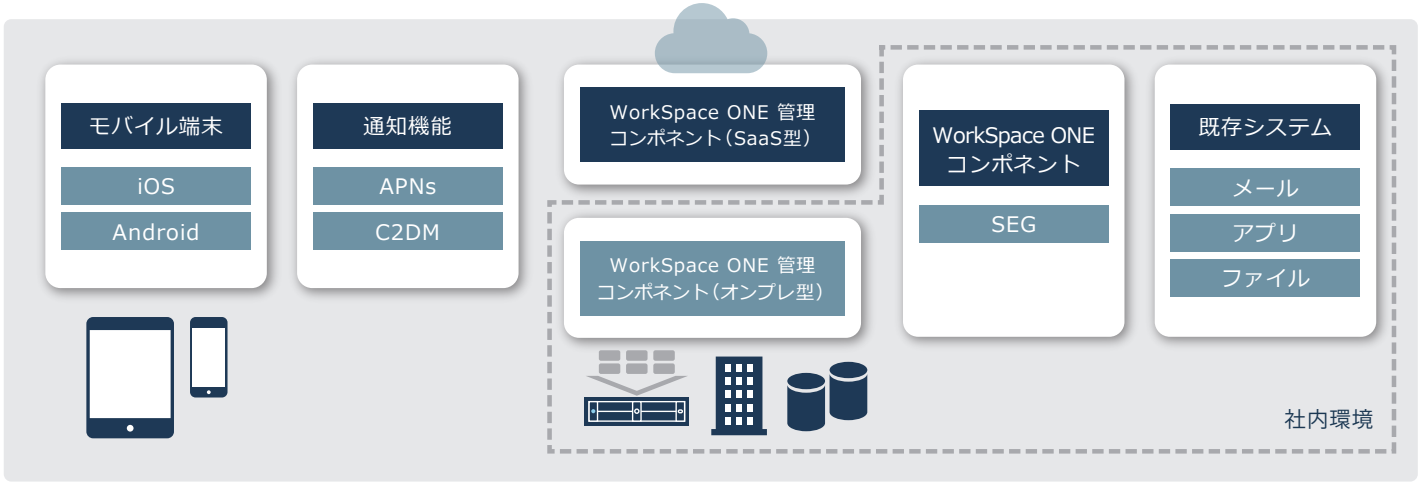 モバイル端末
iOS
Android
通知機能
APNs
C2DM
WorkSpace ONE 管理
コンポネント（SaaS型）
WorkSpace ONE 管理
コンポネント（オンプレ型）
WorkSpace ONE
コンポネント
SEG
既存システム
メール
アプリ
ファイル
社内環境